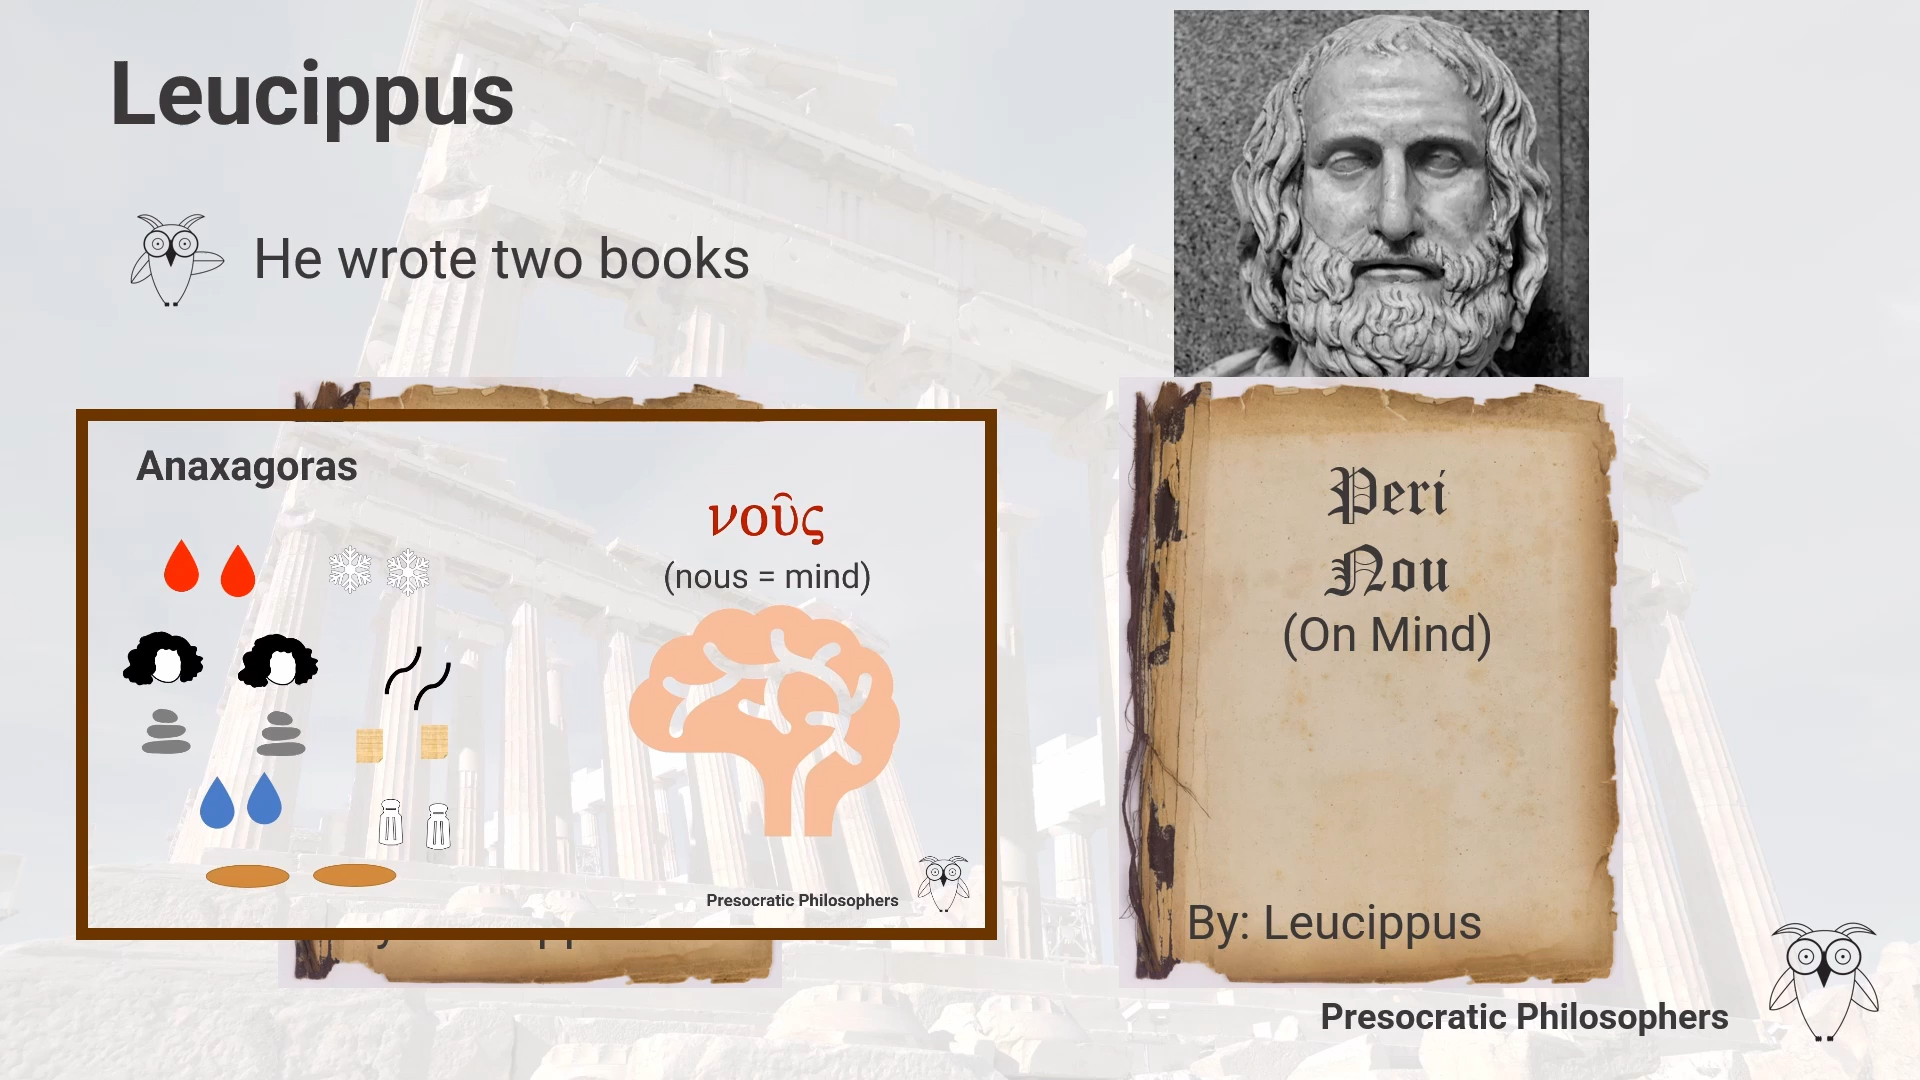 Leucippus
He wrote two books
Anaxagoras
νοῦς
(nous = mind)
Presocratic Philosophers
Peri
Nou
(On Mind)
By: Leucippus
Presocratic Philosophers